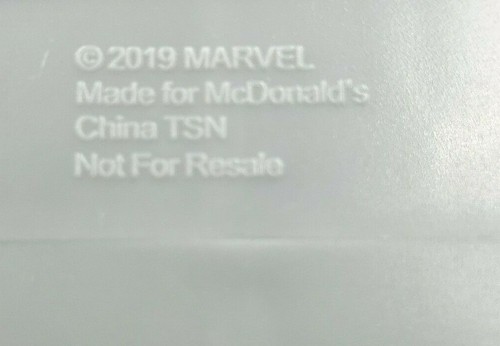 © 2019 MARVEL
Made for McDonald's
China TSN
Not For Resale